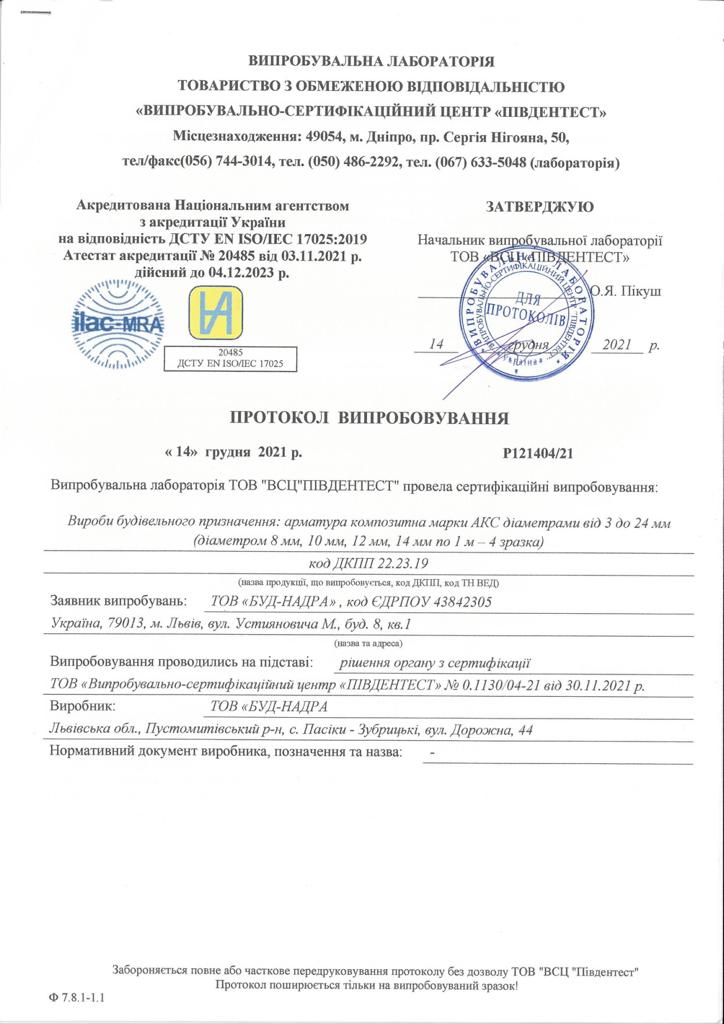 ВИПРОБУВАЛЬНА ЛАБОРАТОРІЯ
ТОВАРИСТВО З ОБМЕЖЕНОЮ ВІДПОВІДАЛЬНІСТЮ
«ВИПРОБУВАЛЬНО-СЕРТИФІКАЦІЙНИЙ ЦЕНТР «ПІВДЕНТЕСТ»
Місцезнаходження: 49054, м. Дніпро, пр. Сергія Нігояна, 50,
тел/факс(056) 744-3014, тел. (050) 486-2292, тел. (067) 633-5048 (лабораторія)
Акредитована Національним агентством
з акредитації України
на відповідність ДСТУ EN ISO/IEC 17025:2019
Атестат акредитації № 20485 від 03.11.2021 р.
дійсний до 04.12.2023 р.
ilac-MRA
20485
ДСТУ EN ISO/IEC 17025
ЗАТВЕРДЖУЮ
Начальник випробувальної лабораторії
ТОВ «ВСЦ «ПІВДЕНТЕСТ»
О.Я. Пікуш
ВИПРОБУВАЛЬНА ЛАБОРАТОРІЯ
ДЛЯ
ПРОТОКОЛІВ
14 грудня 2021 р.
ПРОТОКОЛ ВИПРОБОВУВАННЯ
« 14» грудня 2021 р. Р121404/21
Випробувальна лабораторія ТОВ "ВСЦ"ПІВДЕНТЕСТ" провела сертифікаційні випробовування:
Вироби будівельного призначення: арматура композитна марки АКС діаметрами від 3 до 24 мм
(діаметром 8 мм, 10 мм, 12 мм, 14 мм по 1 м – 4 зразка)
код ДКПП 22.23.19
(назва продукції, що випробовується, код ДКПП, код ТН ВЕД)
Заявник випробувань: ТОВ «БУД-НАДРА» , код ЄДРПОУ 43842305
Україна, 79013, м. Львів, вул. Устияновича М., буд. 8, кв.1
(назва та адреса)
Випробовування проводились на підставі: рішення органу з сертифікації
ТОВ «Випробувально-сертифікаційний центр «ПІВДЕНТЕСТ» № 0.1130/04-21 від 30.11.2021 р.
Виробник: ТОВ «БУД-НАДРА
Львівська обл., Пустомитівський р-н, с. Пасіки - Зубрицькі, вул. Дорожна, 44
Нормативний документ виробника, позначення та назва: -
Забороняється повне або часткове передруковування протоколу без дозволу ТОВ "ВСЦ "Південтест"
Протокол поширюється тільки на випробуваний зразок!
Ф 7.8.1-1.1